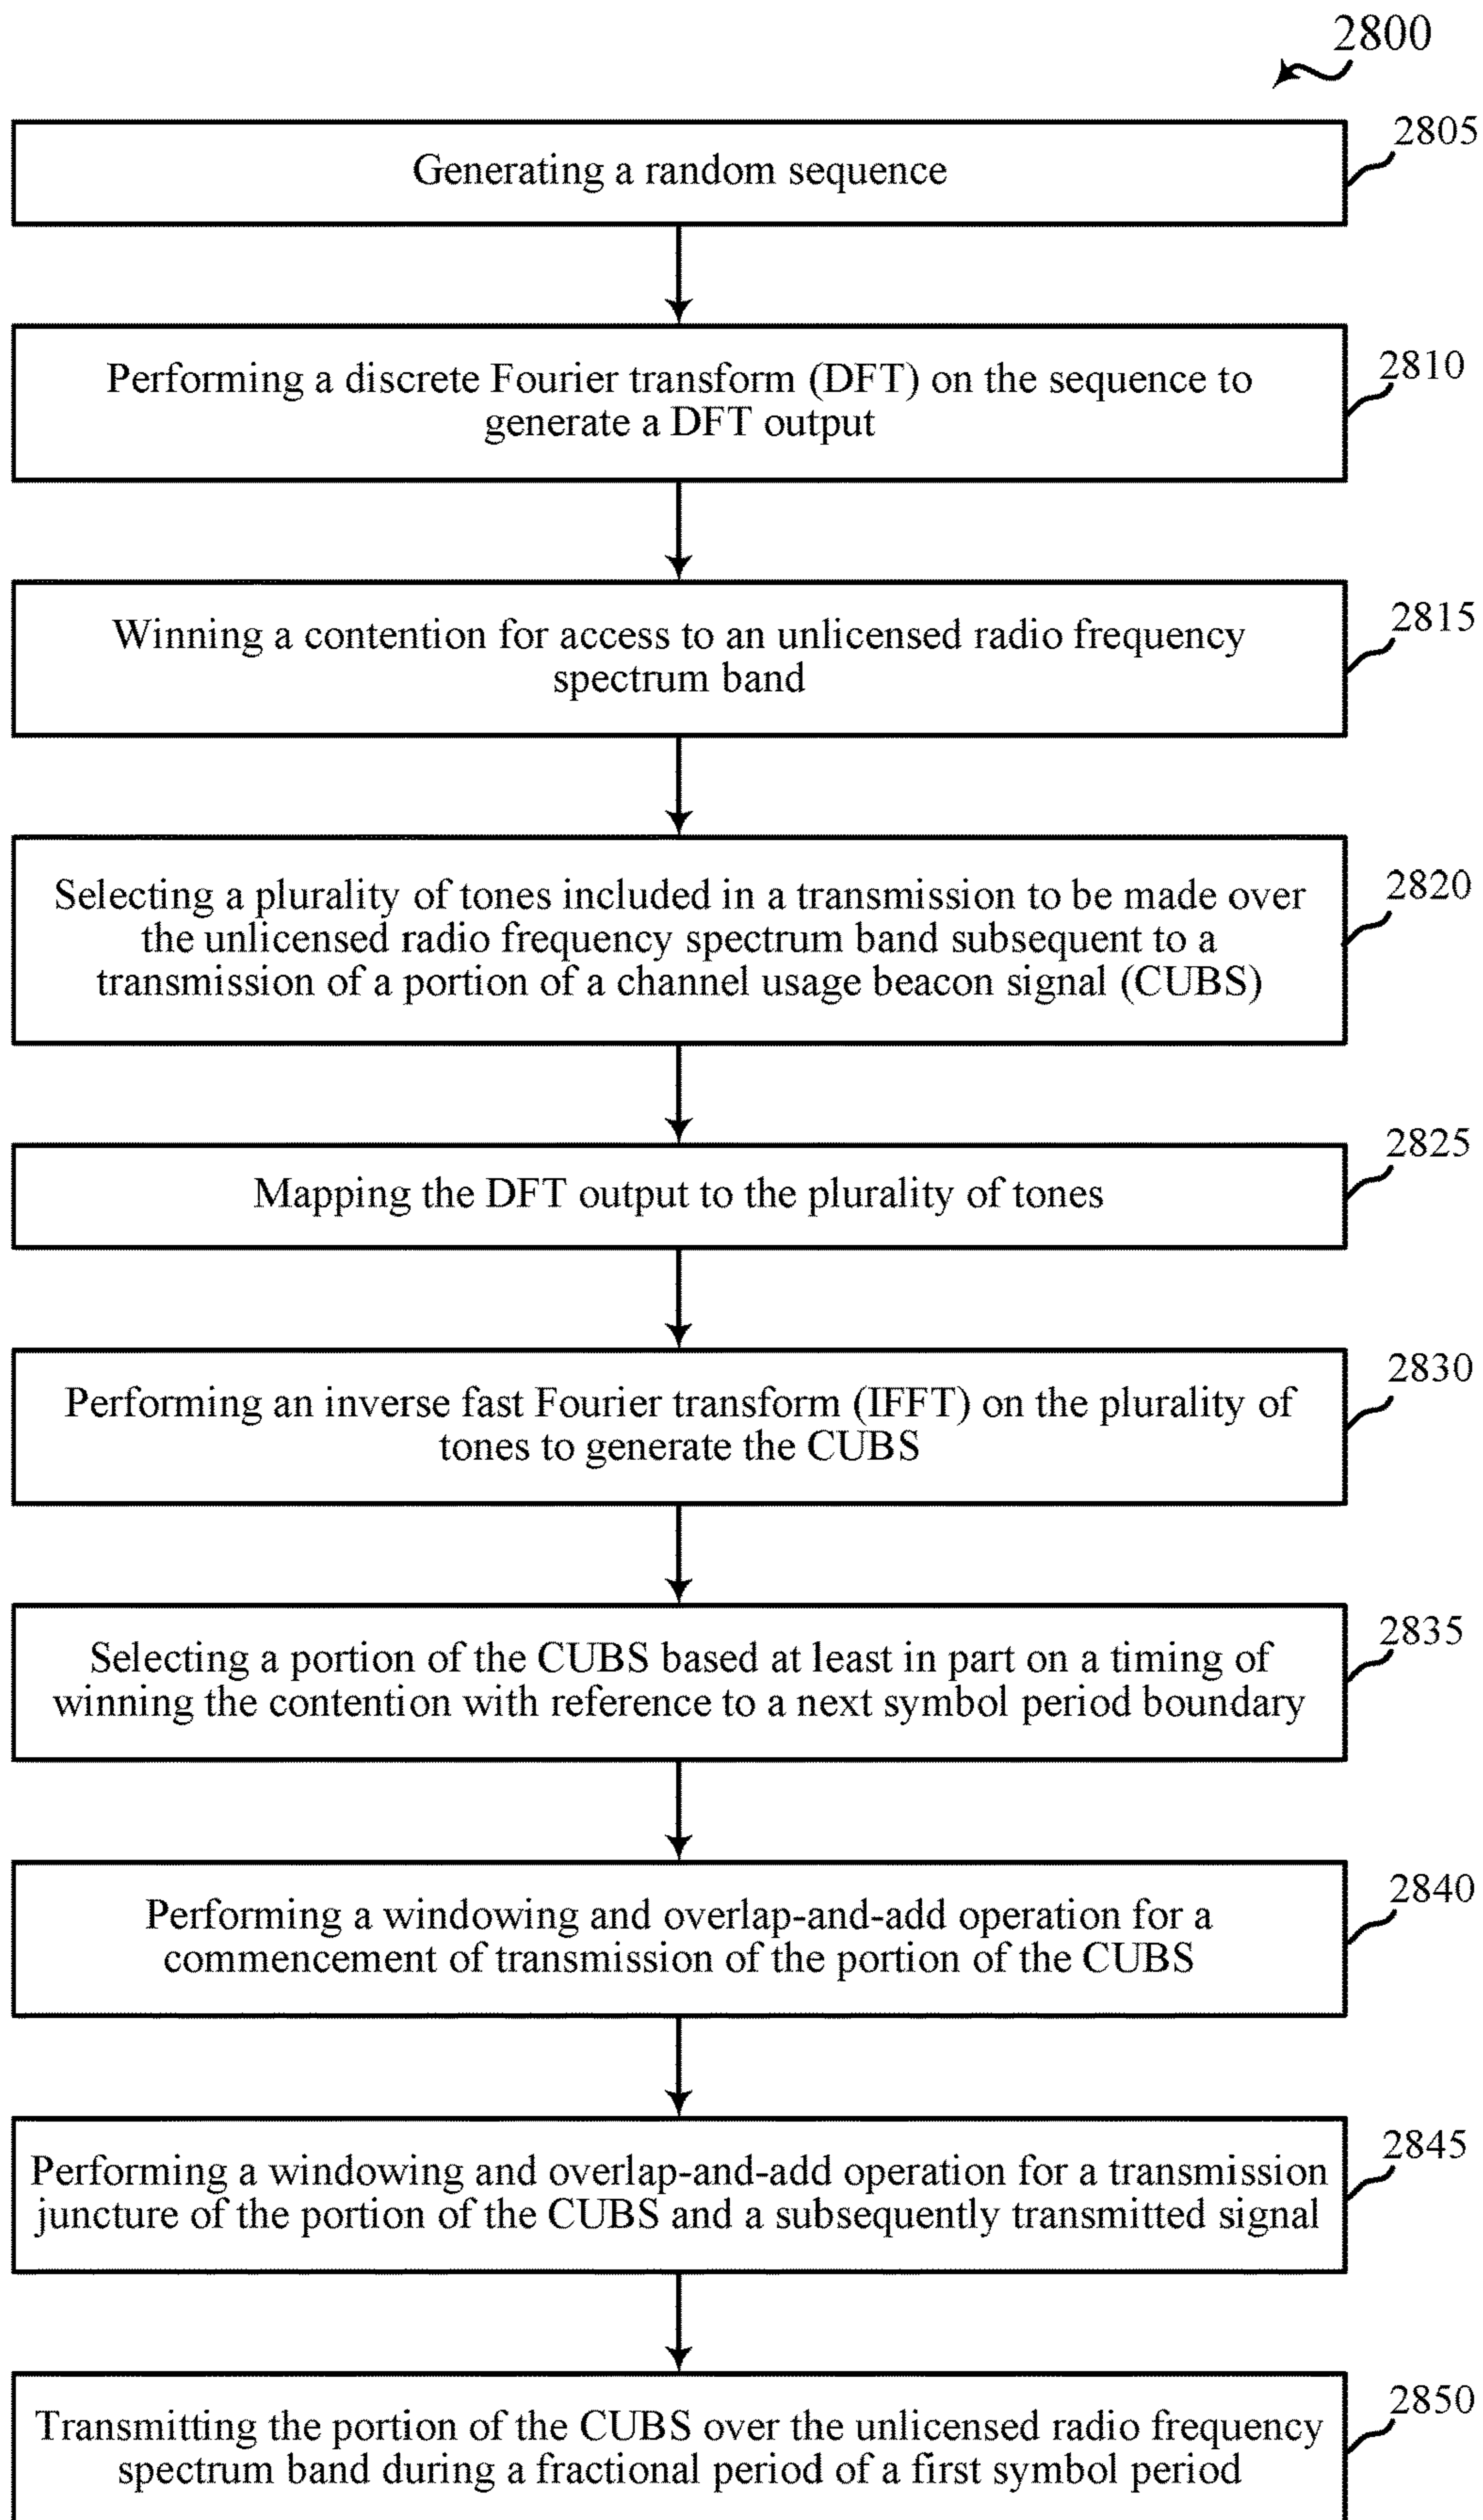 2800
2805
Generating a random sequence
2810
Performing a discrete Fourier transform (DFT) on the sequence to
generate a DFT output
2815
Winning a contention for access to an unlicensed radio frequency
spectrum band
2820
Selecting a plurality of tones included in a transmission to be made over
the unlicensed radio frequency spectrum band subsequent to a
transmission of a portion of a channel usage beacon signal (CUBS)
2825
Mapping the DFT output to the plurality of tones
2830
Performing an inverse fast Fourier transform (IFFT) on the plurality of
tones to generate the CUBS
2835
Selecting a portion of the CUBS based at least in part on a timing of
winning the contention with reference to a next symbol period boundary
2840
Performing a windowing and overlap-and-add operation for a
commencement of transmission of the portion of the CUBS
2845
Performing a windowing and overlap-and-add operation for a transmission
juncture of the portion of the CUBS and a subsequently transmitted signal
2850
Transmitting the portion of the CUBS over the unlicensed radio frequency
spectrum band during a fractional period of a first symbol period